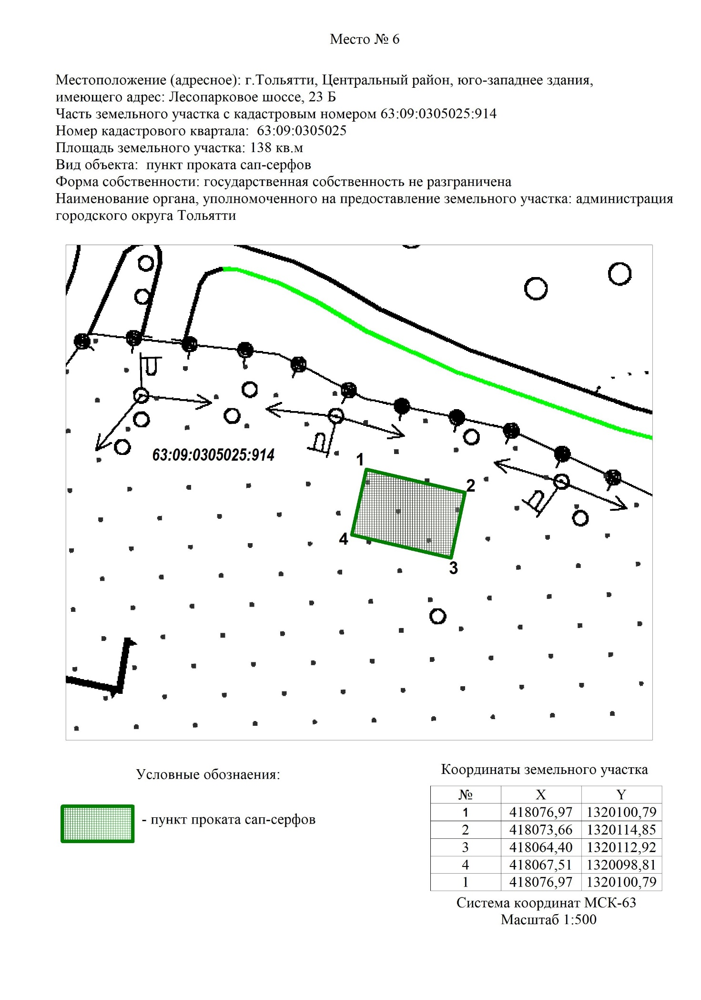 Место № 6
Местоположение (адресное): г.Тольятти, Центральный район, юго-западнее здания,
имеющего адрес: Лесопарковое шоссе, 23 Б
Часть земельного участка с кадастровым номером 63:09:0305025:914
Номер кадастрового квартала: 63:09:0305025
Площадь земельного участка: 138 кв.м
Вид объекта: пункт проката сап-серфов
Форма собственности: государственная собственность не разграничена
Наименование органа, уполномоченного на предоставление земельного участка: администрация
городского округа Тольятти
63:09:0305025:914
1
2
4
3
Условные обознаения:
- пункт проката сап-серфов
Координаты земельного участка
№ X Y
1 418076,97 1320100,79
2 418073,66 1320114,85
3 418064,40 1320112,92
4 418067,51 1320098,81
1 418076,97 1320100,79
Система координат МСК-63
Масштаб 1:500